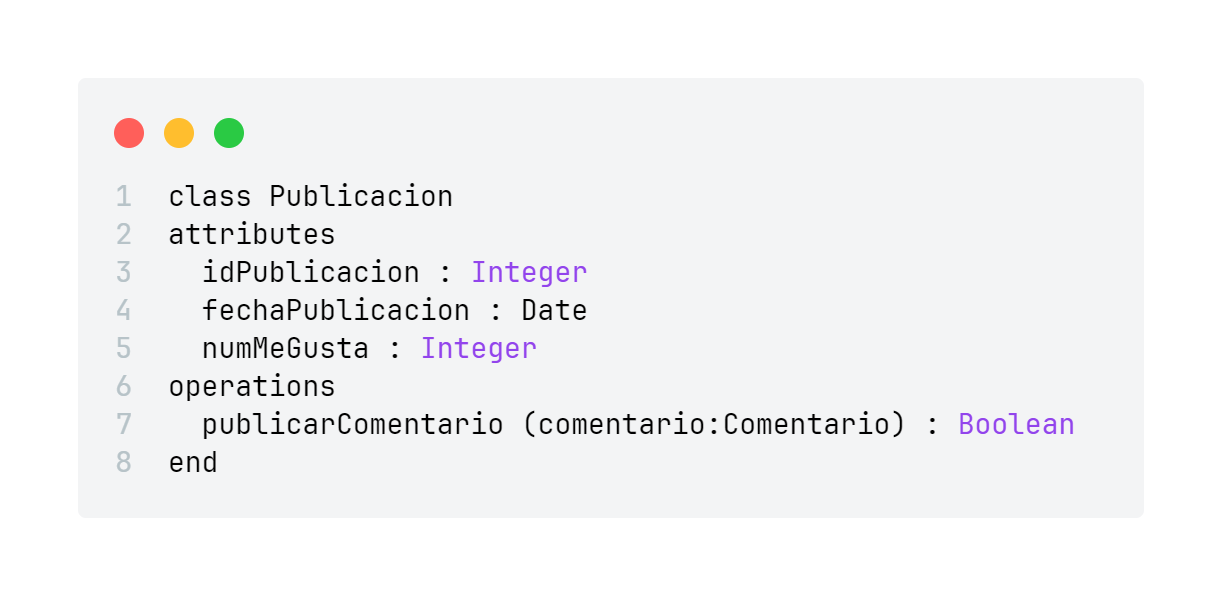 1 class Publicacion
2 attributes
3   idPublicacion : Integer
4   fechaPublicacion : Date
5   numMeGusta : Integer
6 operations
7   publicarComentario (comentario:Comentario) : Boolean
8 end